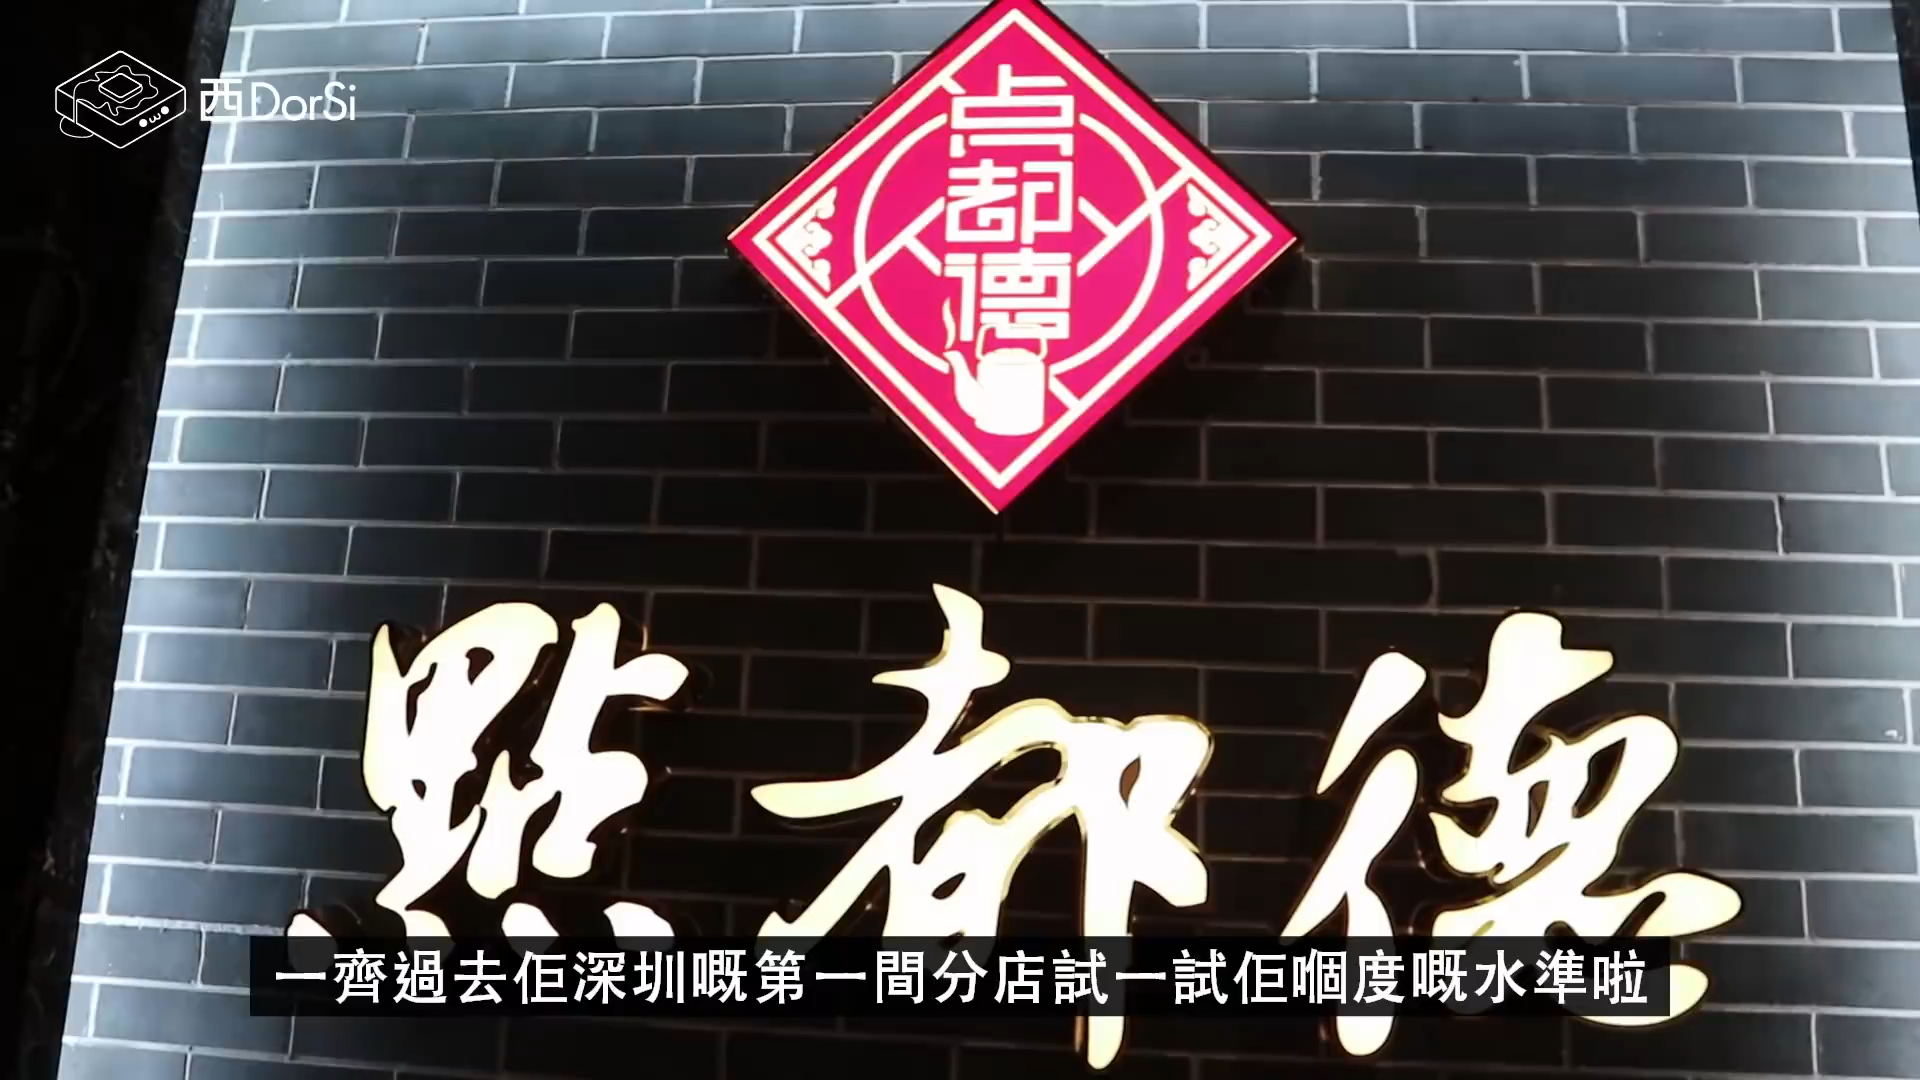 西DorSi
点
都
德
點都德
一齊過去佢深圳嘅第一間分店試一試佢嗰度嘅水準啦